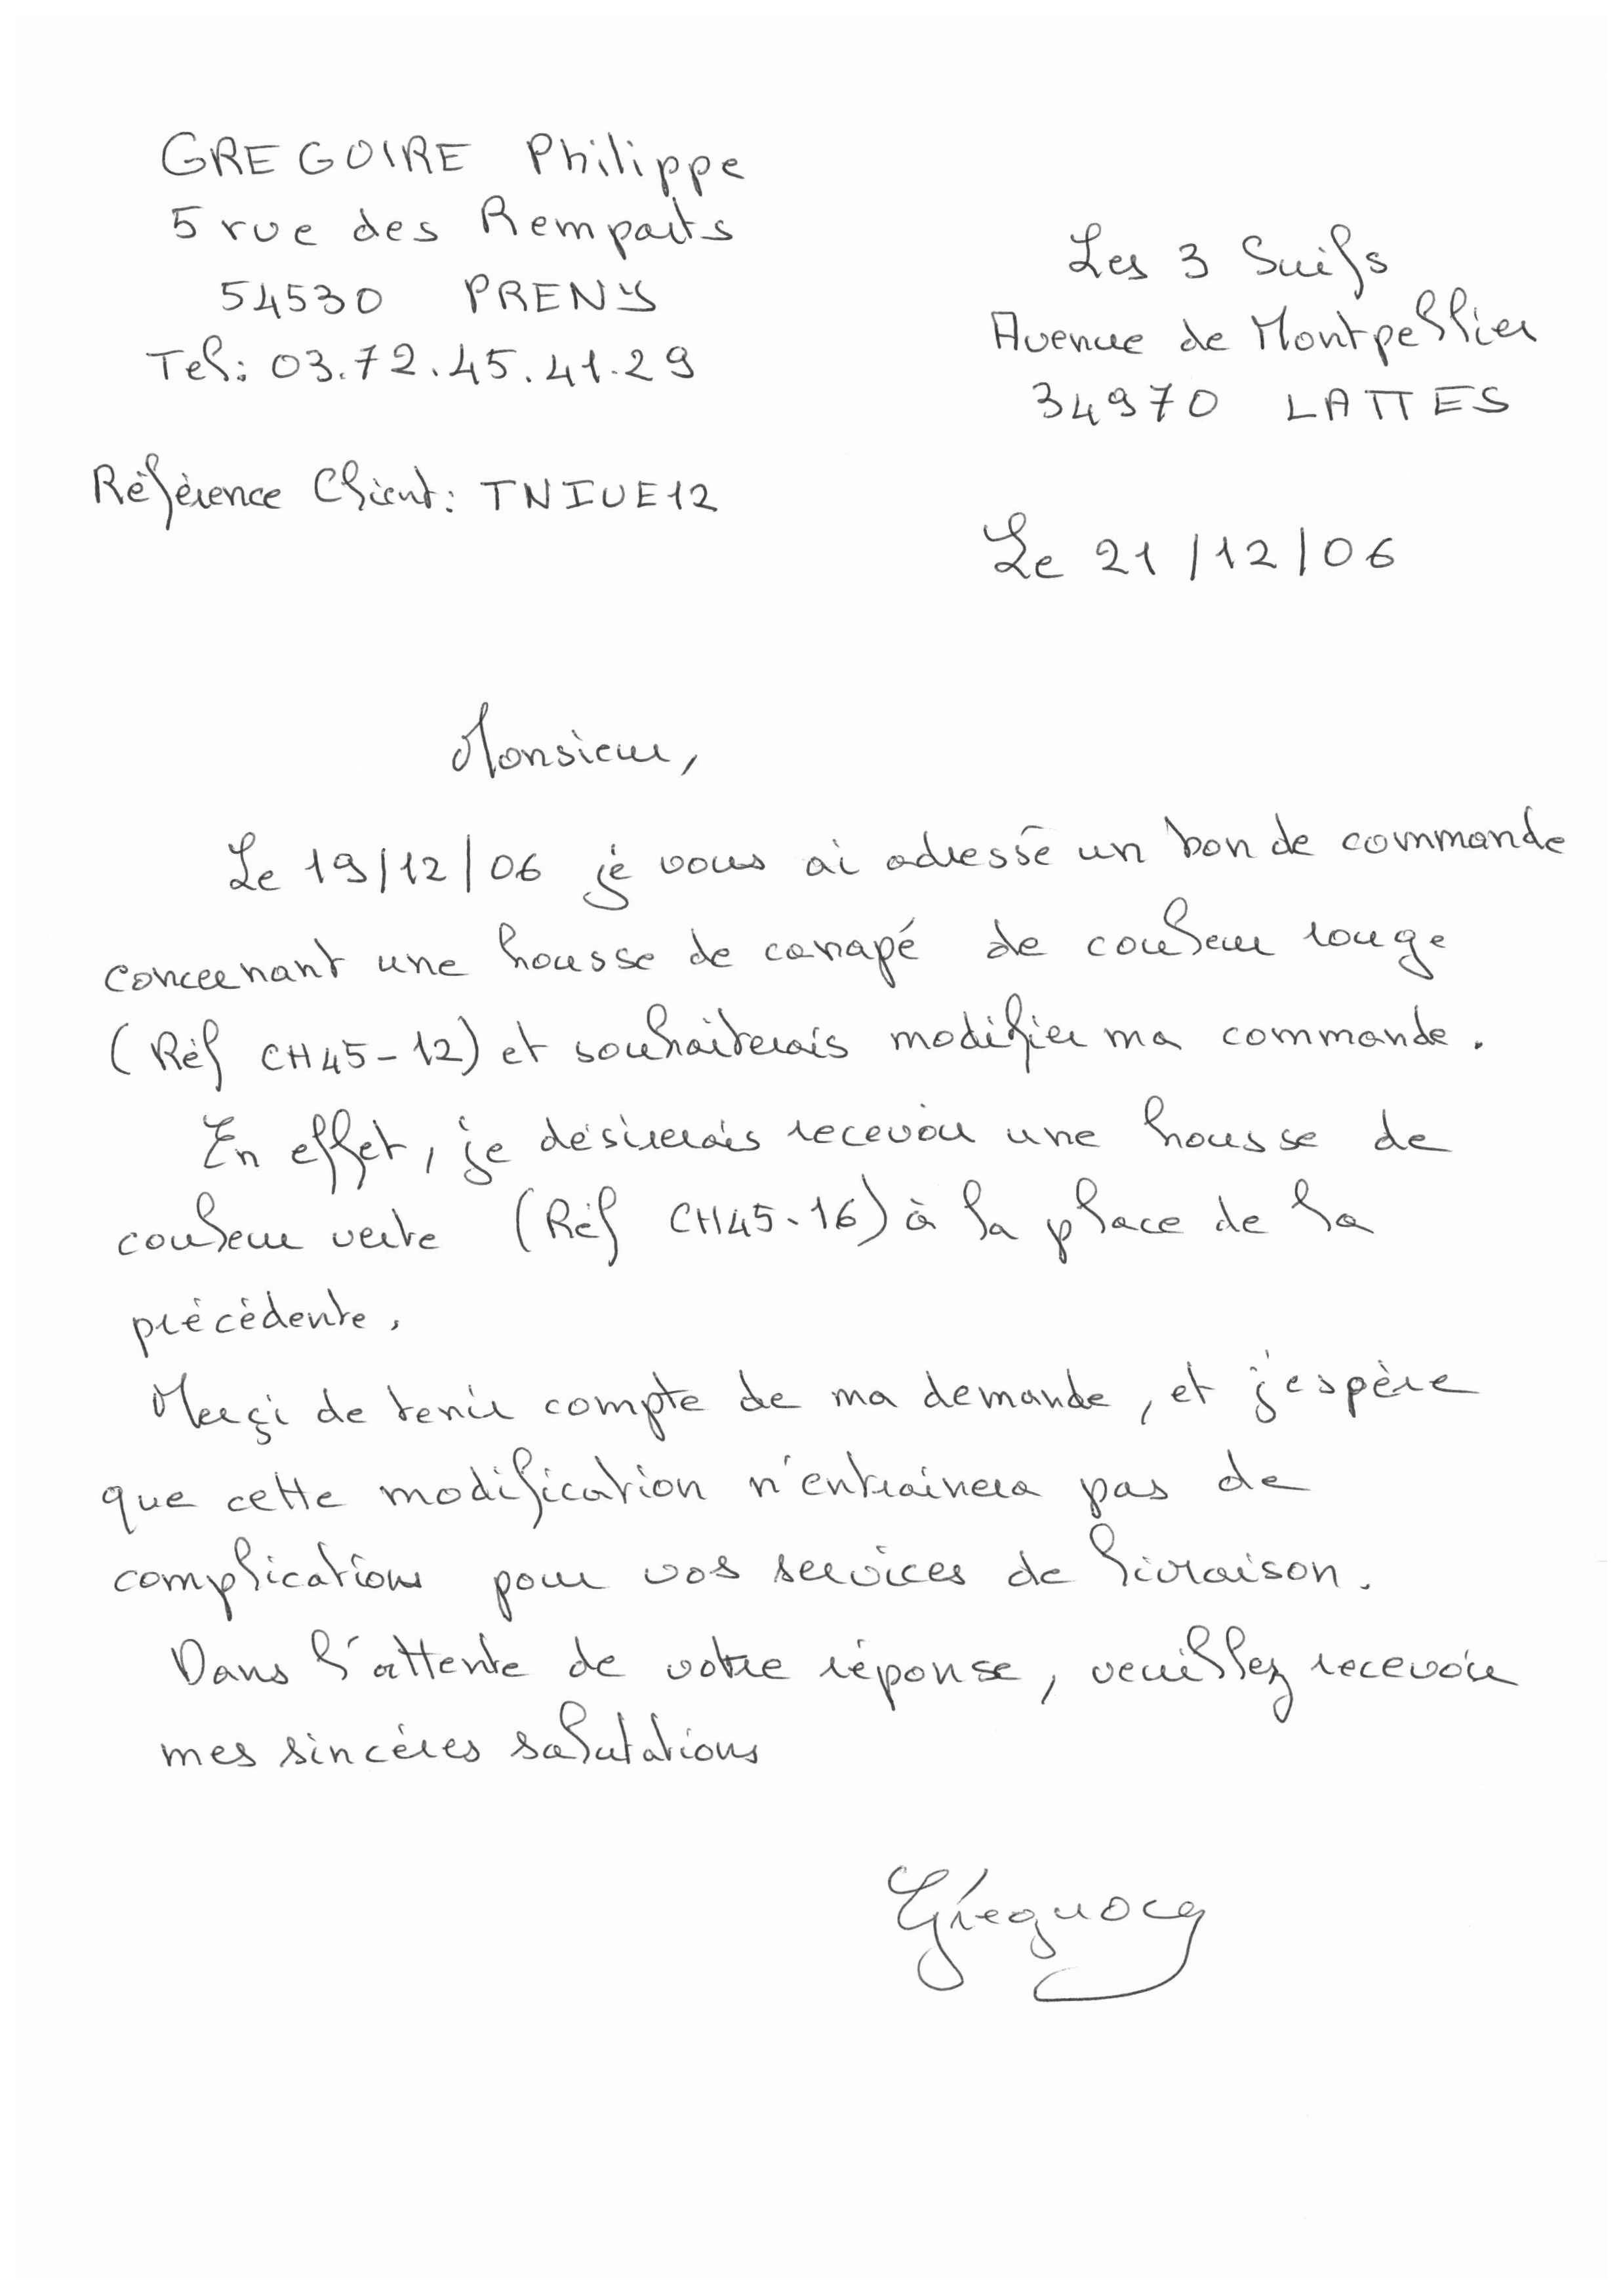 GREGOIRE Philippe
5 rue des Remparts
54530 PRENY
Tel: 03.72.45.41.29
Les 3 Suifs
Avenue de Montpellier
34970 LATTES
Référence Client: TNIUE12
Le 21/12/06
Monsieur,
Le 19/12/06 je vous ai adressé un bon de commande
concernant une housse de canapé de couleur rouge
(Réf CH45-12) et souhaiterais modifier ma commande.
En effet, je désirerais recevoir une housse de
couleur verte (Réf CH45-16) à la place de la
précédente.
Merçi de tenir compte de ma demande, et j'espère
que cette modification n'entrainera pas de
complications pour vos services de livraison.
Dans l'attente de votre réponse, veuillez recevoir
mes sincéres salutations